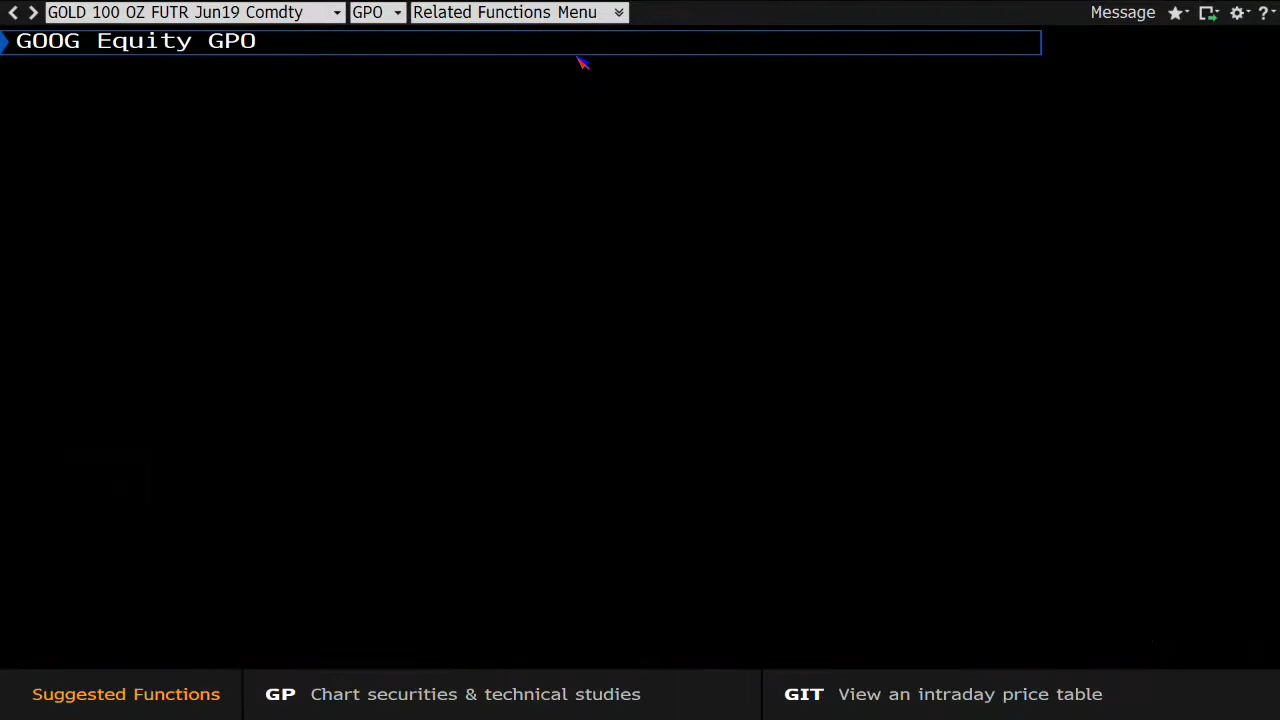 GOLD 100 OZ FUTR Jun19 Comdty GPO Related Functions Menu Message ?
GOOG Equity GPO
Suggested Functions GP Chart securities & technical studies GIT View an intraday price table